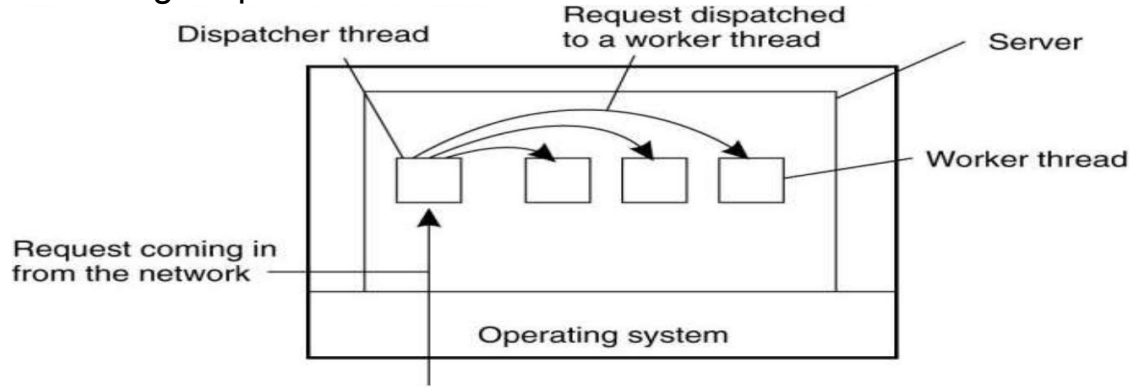 Dispatcher thread
Request dispatched
to a worker thread
Server
Worker thread
Request coming in
from the network
Operating system